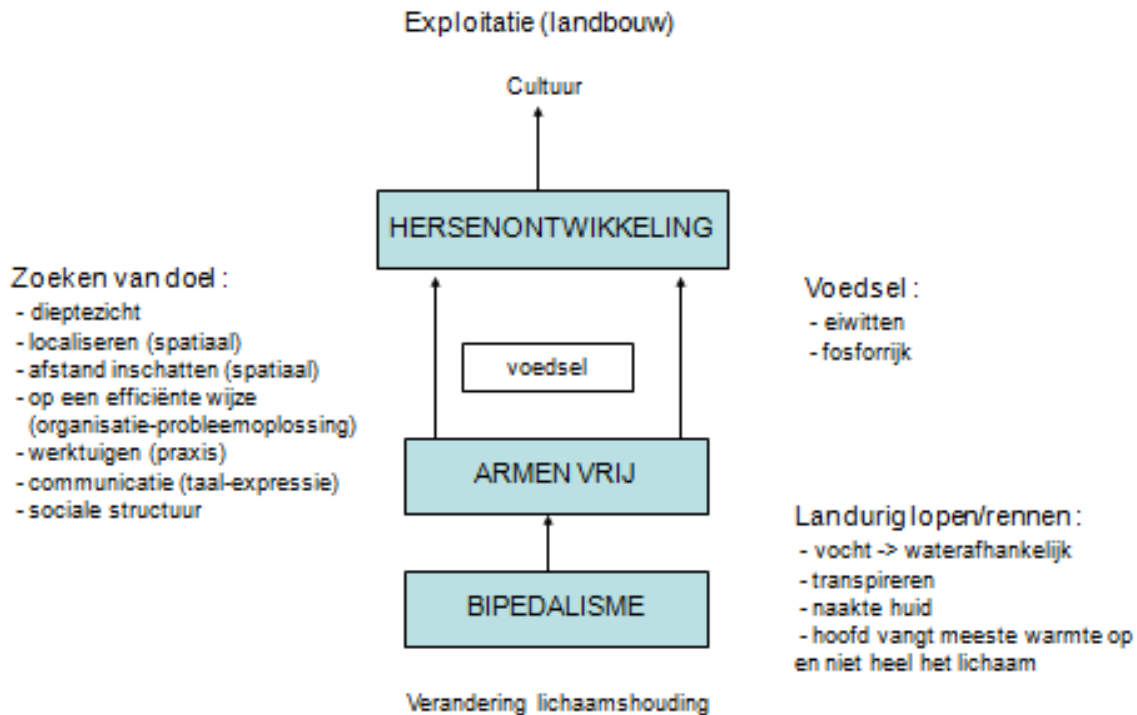 Exploitatie (landbouw)
Cultuur
HERSENONTWIKKELING
Zoeken van doel :
- dieptezicht
- localiseren (spatiaal)
- afstand inschatten (spatiaal)
- op een efficiënte wijze
(organisatie-probleemoplossing)
- werktuigen (praxis)
- communicatie (taal-expressie)
- sociale structuur
voedsel
Voedsel :
- eiwitten
- fosforrijk
ARMEN VRIJ
BIPEDALISME
Landurig lopen/rennen :
- vocht -> waterafhankelijk
- transpireren
- naakte huid
- hoofd vangt meeste warmte op
en niet heel het lichaam
Verandering lichaamshouding